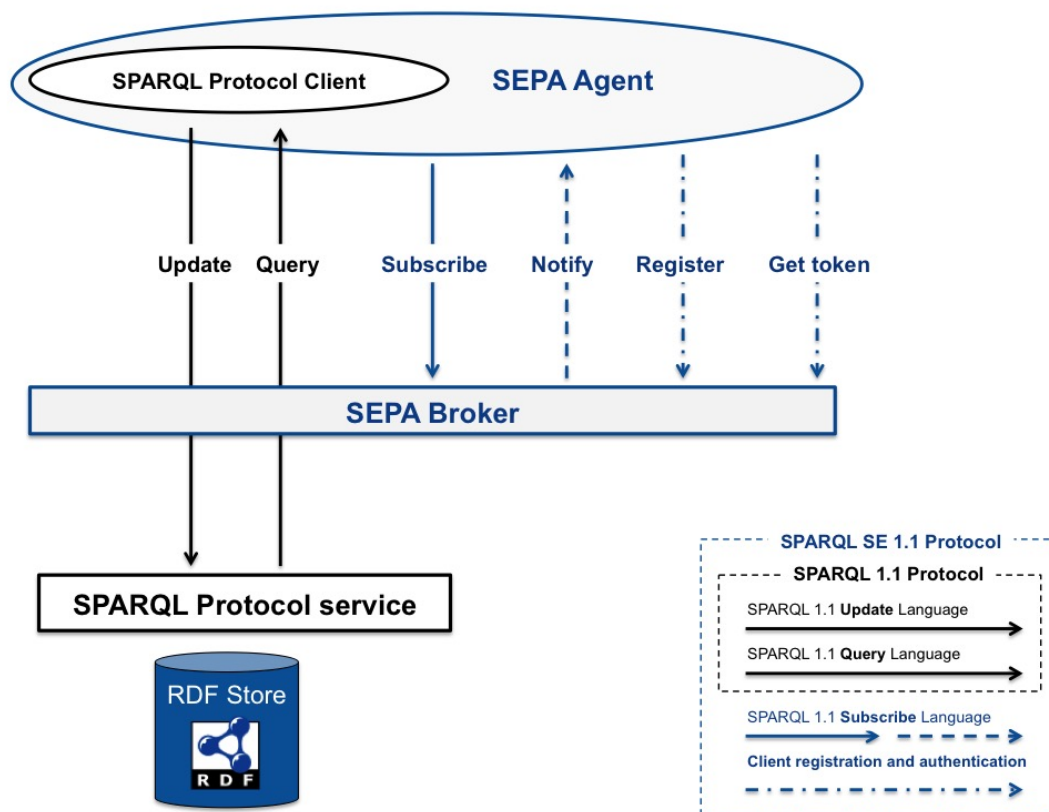 SPARQL Protocol Client
SEPA Agent
Update
Query
Subscribe
Notify
Register
Get token
SEPA Broker
SPARQL Protocol service
RDF Store
RDF
SPARQL SE 1.1 Protocol
SPARQL 1.1 Protocol
SPARQL 1.1 Update Language
SPARQL 1.1 Query Language
SPARQL 1.1 Subscribe Language
Client registration and authentication